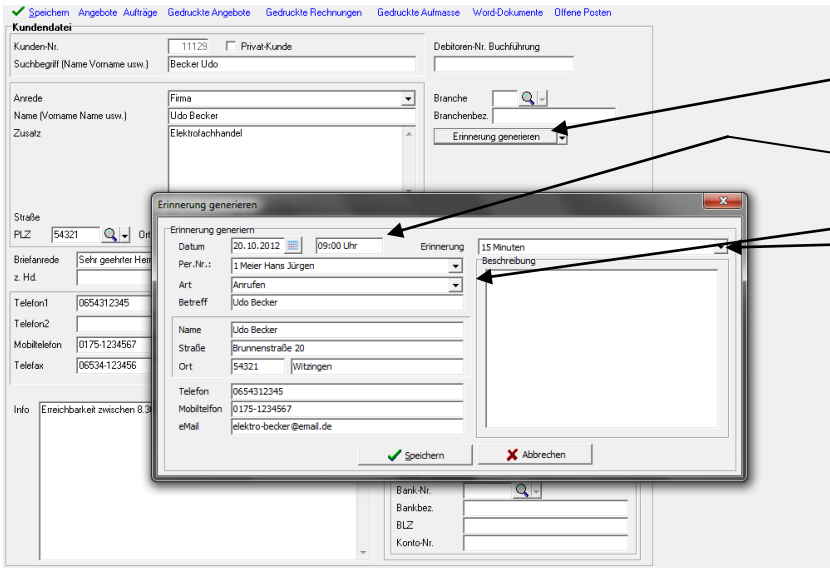 Speichern Angebote Aufträge Gedruckte Angebote Gedruckte Rechnungen Gedruckte Aufmasse Word-Dokumente Offene Posten
Kundendatei
Kunden-Nr. 11129 Privat-Kunde Debitoren-Nr. Buchführung
Suchbegriff (Name Vorname usw.) Becker Udo
Anrede Firma Branche
Name (Vorname Name usw.) Udo Becker Branchenbez.
Zusatz Elektrofachhandel Erinnerung generieren
Straße
PLZ 54321 Ort
Briefanrede Sehr geehrter Herr
z. Hd.
Telefon1 0654312345
Telefon2
Mobiltelefon 0175-1234567
Telefax 06534-123456
Info Erreichbarkeit zwischen 8.30
Erinnerung generieren
Erinnerung generiern
Datum 20.10.2012 09:00 Uhr Erinnerung 15 Minuten
Per.Nr.: 1 Meier Hans Jürgen Beschreibung
Art Anrufen
Betreff Udo Becker
Name Udo Becker
Straße Brunnenstraße 20
Ort 54321 Witzingen
Telefon 0654312345
Mobiltelfon 0175-1234567
eMail elektro-becker@email.de
Speichern Abbrechen
Bank-Nr.
Bankbez.
BLZ
Konto-Nr.